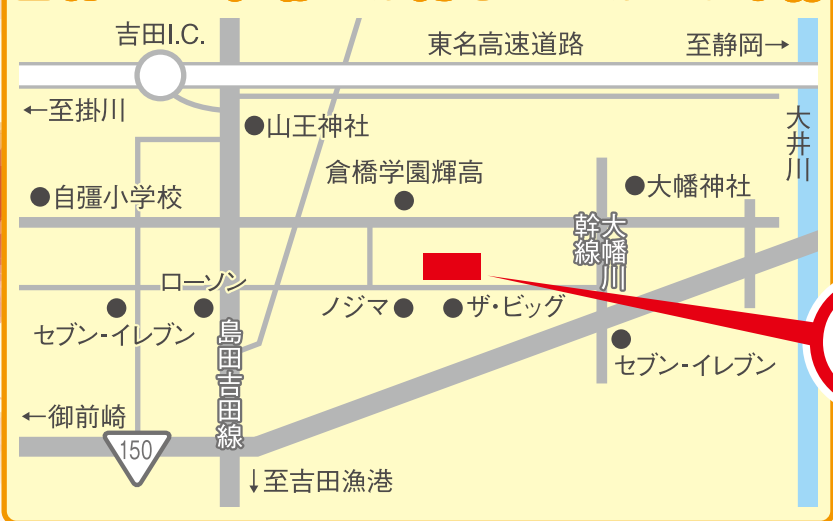 吉田I.C.
東名高速道路
至静岡→
←至掛川
山王神社
大井川
倉橋学園輝高
大幡神社
自彊小学校
大幡川
幹線
ローソン
セブン-イレブン
ノジマ
ザ・ビッグ
島田吉田線
セブン-イレブン
←御前崎
150
↓至吉田漁港